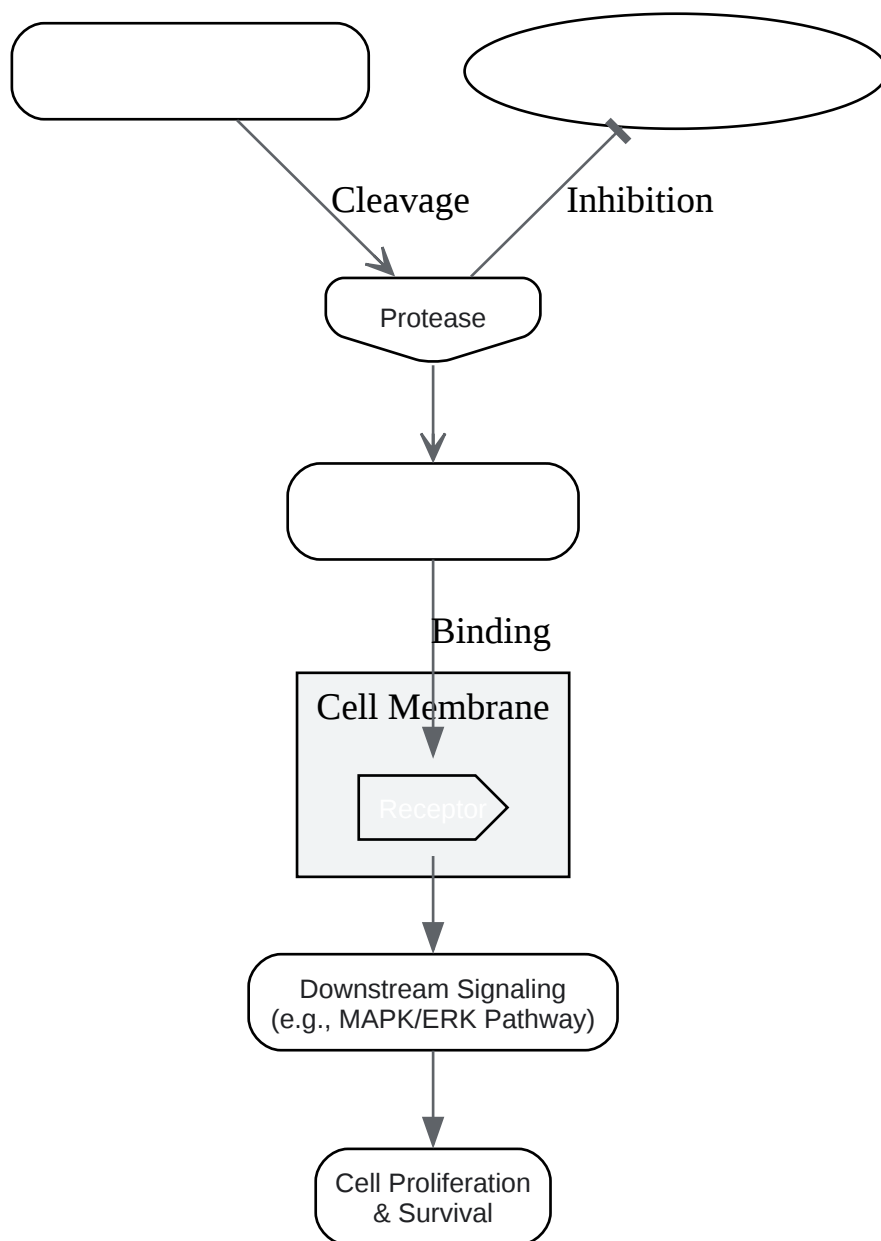 Cleavage
Inhibition
Protease
Binding
Cell Membrane
Receptor
Downstream Signaling
(e.g., MAPK/ERK Pathway)
Cell Proliferation
& Survival